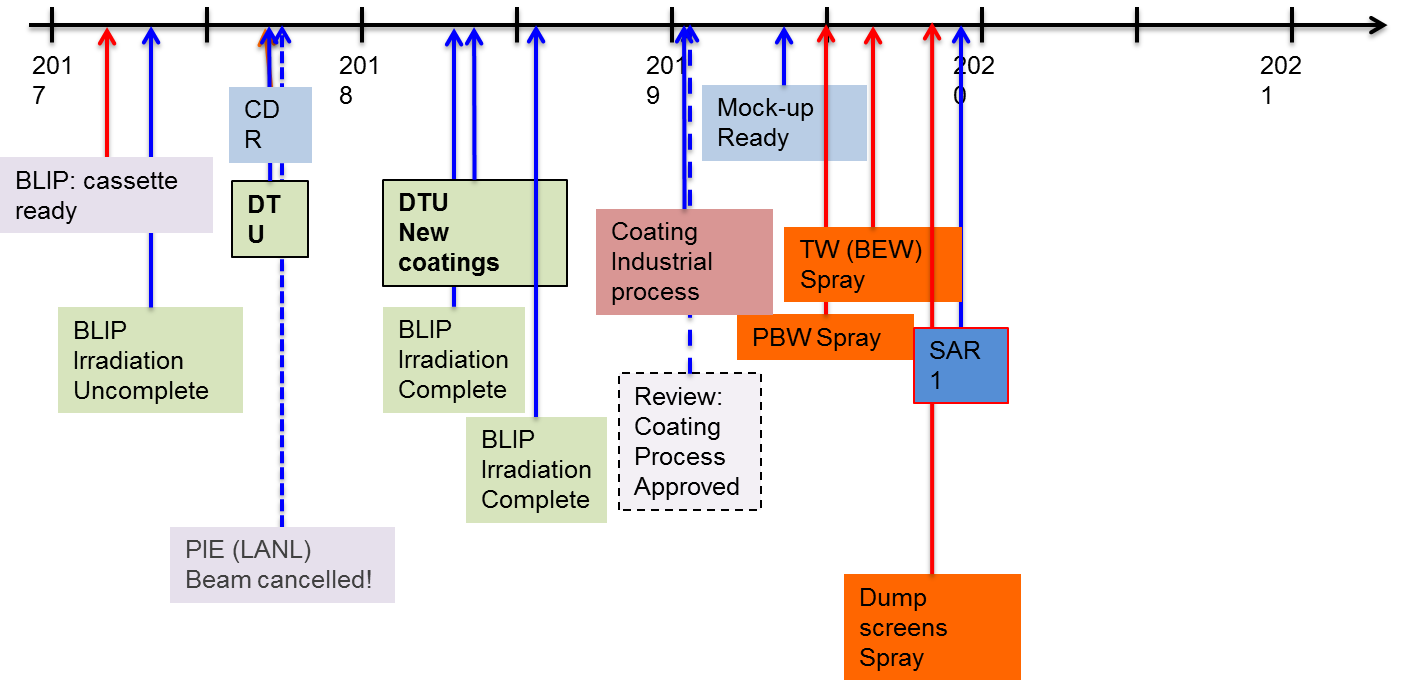 201
7
201
8
201
9
202
0
202
1
CD
R
Mock-up
Ready
BLIP: cassette
ready
DT
U
DTU
New
coatings
Coating
Industrial
process
TW (BEW)
Spray
BLIP
Irradiation
Uncomplete
BLIP
Irradiation
Complete
PBW Spray
SAR
1
Review:
Coating
Process
Approved
BLIP
Irradiation
Complete
PIE (LANL)
Beam cancelled!
Dump
screens
Spray